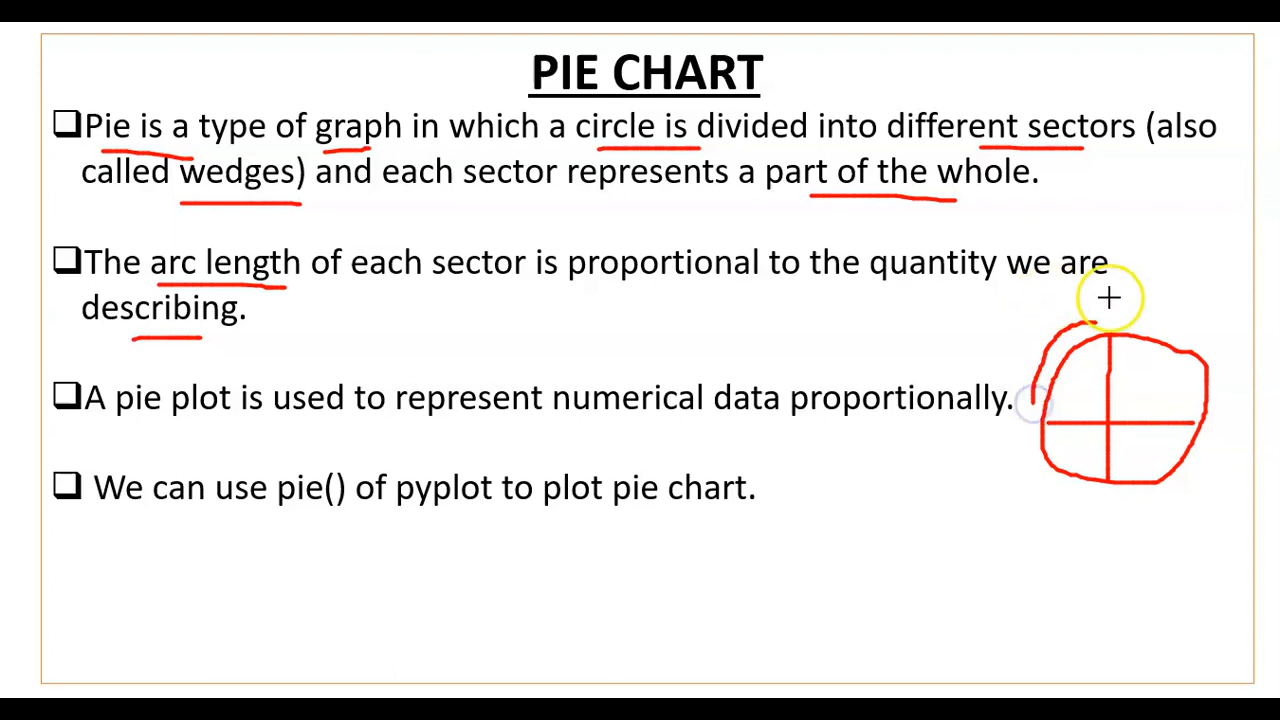 PIE CHART
❑Pie is a type of graph in which a circle is divided into different sectors (also
called wedges) and each sector represents a part of the whole.
❑The arc length of each sector is proportional to the quantity we are
describing.
❑A pie plot is used to represent numerical data proportionally.
❑ We can use pie() of pyplot to plot pie chart.